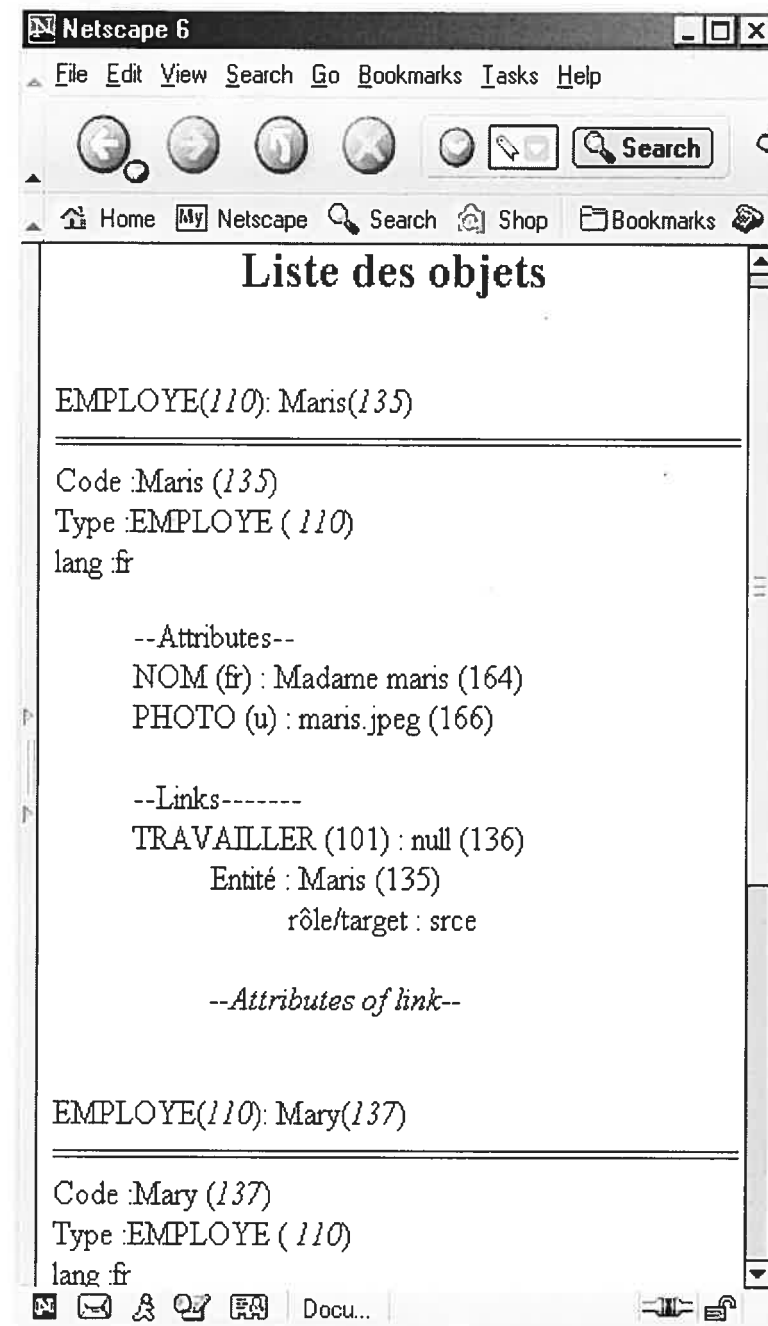 Netscape 6
File Edit View Search Go Bookmarks Tasks Help
Search
Home My Netscape Search Shop Bookmarks
Liste des objets
EMPLOYE(110): Maris(135)
Code :Maris (135)
Type :EMPLOYE ( 110)
lang :fr
--Attributes--
NOM (fr) : Madame maris (164)
PHOTO (u) : maris.jpeg (166)
--Links-------
TRAVAILLER (101) : null (136)
Entité : Maris (135)
rôle/target : srce
--Attributes of link--
EMPLOYE(110): Mary(137)
Code :Mary (137)
Type :EMPLOYE ( 110)
lang :fr
Docu...